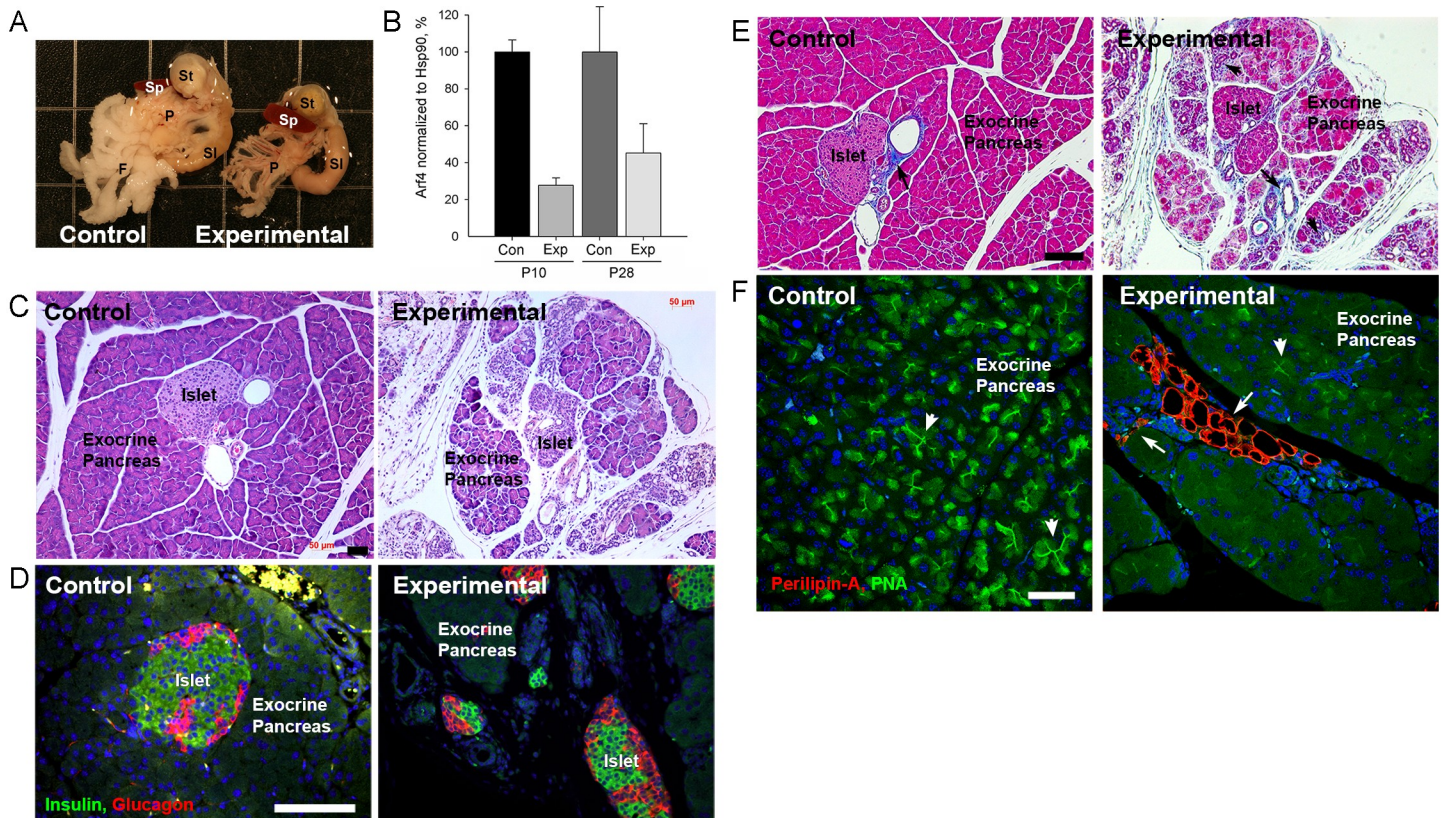 A
St
Sp
P
St
Sp
F
SI
P
SI
Control
Experimental
B
Arf4 normalized to Hsp90, %
120
100
80
60
40
20
0
Con
Exp
Con
Exp
P10
P28
C
Control
Islet
Exocrine
Pancreas
50 µm
Experimental
50 µm
Islet
Exocrine
Pancreas
D
Control
Islet
Exocrine
Pancreas
Insulin, Glucagon
Experimental
Exocrine
Pancreas
Islet
E
Control
Islet
Exocrine
Pancreas
Experimental
Islet
Exocrine
Pancreas
F
Control
Exocrine
Pancreas
Perilipin-A, PNA
Experimental
Exocrine
Pancreas